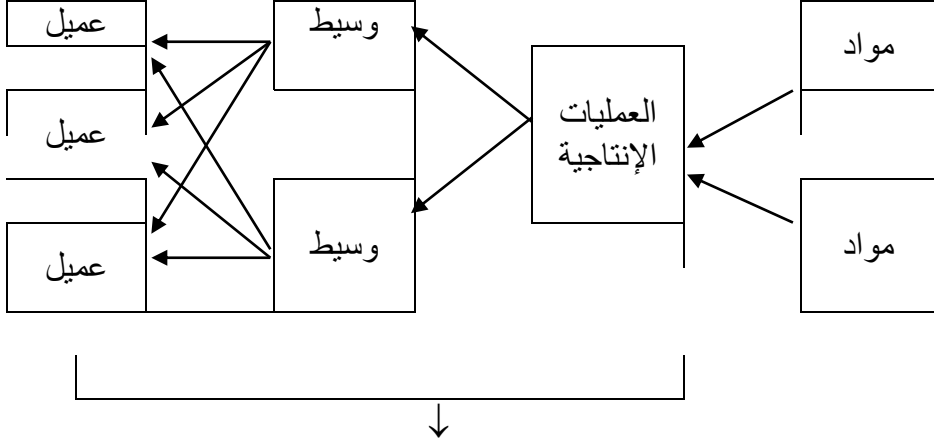 مواد
وسيط
عميل
العمليات
الإنتاجية
عميل
مواد
وسيط
عميل